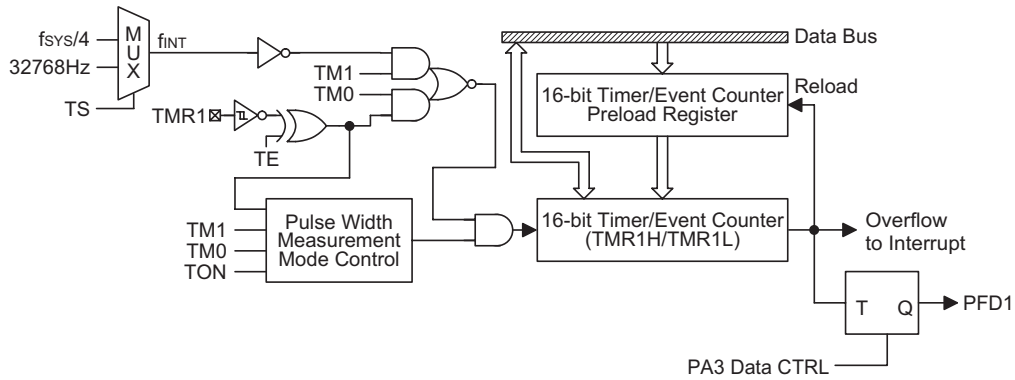 fSYS/4
32768Hz
MUX
fINT
TS
TM1
TM0
TMR1
TE
Data Bus
16-bit Timer/Event Counter
Preload Register
Reload
TM1
TM0
TON
Pulse Width
Measurement
Mode Control
16-bit Timer/Event Counter
(TMR1H/TMR1L)
Overflow
to Interrupt
T Q
PFD1
PA3 Data CTRL